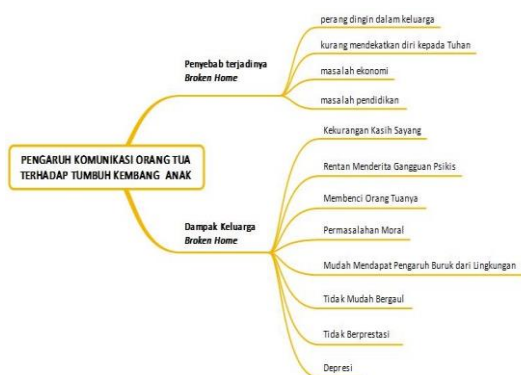 PENGARUH KOMUNIKASI ORANG TUA
TERHADAP TUMBUH KEMBANG ANAK
Penyebab terjadinya
Broken Home
perang dingin dalam keluarga
kurang mendekatkan diri kepada Tuhan
masalah ekonomi
masalah pendidikan
Dampak Keluarga
Broken Home
Kekurangan Kasih Sayang
Rentan Menderita Gangguan Psikis
Membenci Orang Tuanya
Permasalahan Moral
Mudah Mendapat Pengaruh Buruk dari Lingkungan
Tidak Mudah Bergaul
Tidak Berprestasi
Depresi